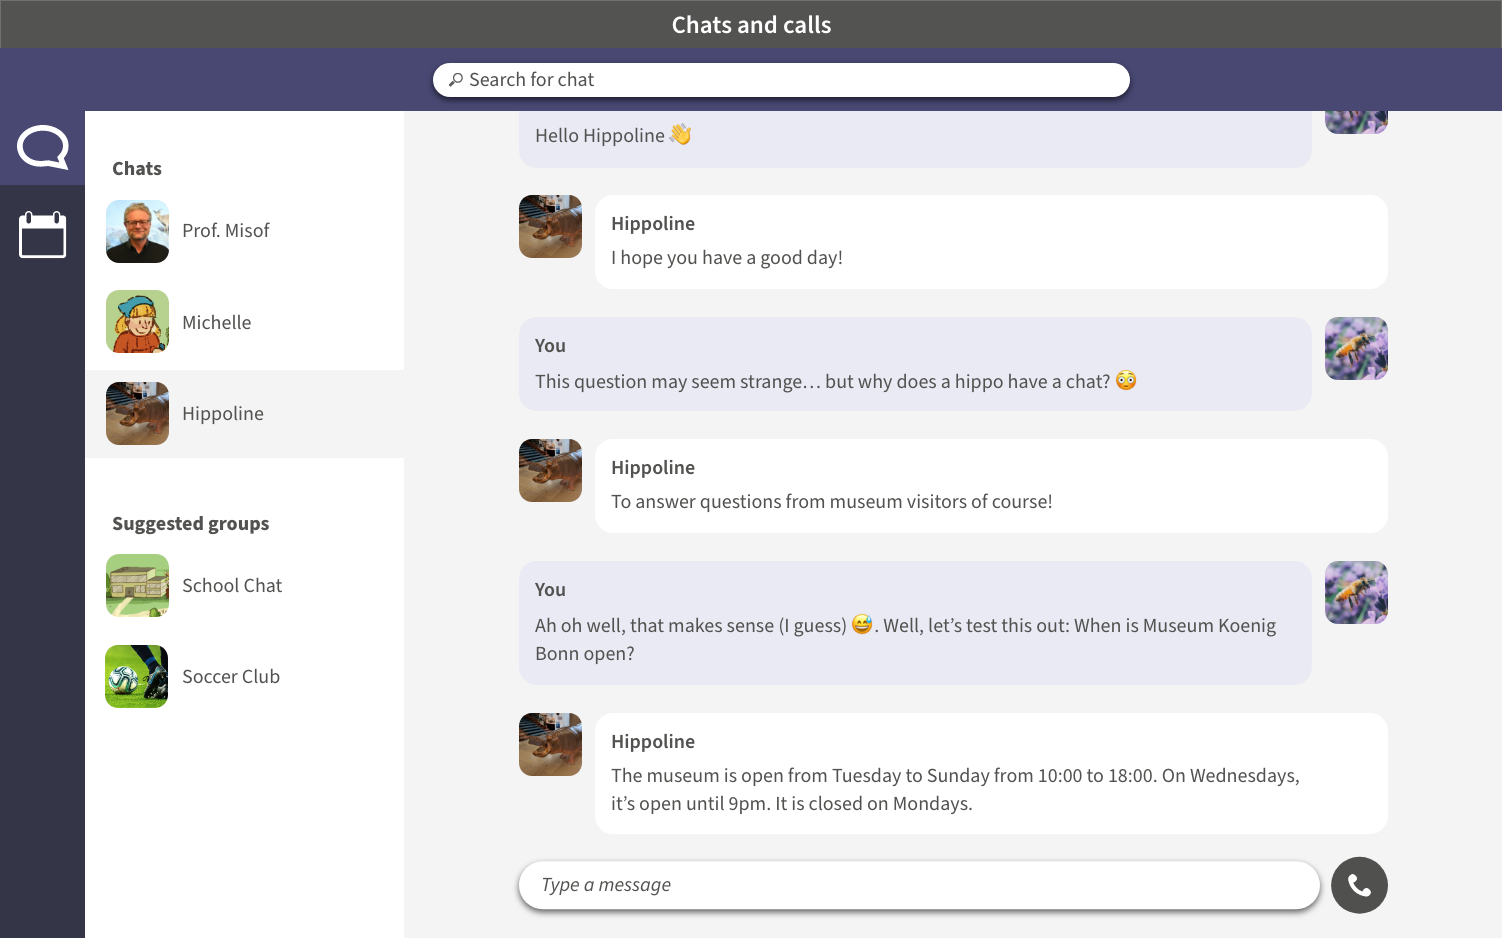 Chats and calls
Search for chat
Chats
Prof. Misof
Michelle
Hippoline
Suggested groups
School Chat
Soccer Club
Hello Hippoline 👋
Hippoline
I hope you have a good day!
You
This question may seem strange… but why does a hippo have a chat? 😳
Hippoline
To answer questions from museum visitors of course!
You
Ah oh well, that makes sense (I guess) 😅. Well, let’s test this out: When is Museum Koenig
Bonn open?
Hippoline
The museum is open from Tuesday to Sunday from 10:00 to 18:00. On Wednesdays,
it’s open until 9pm. It is closed on Mondays.
Type a message